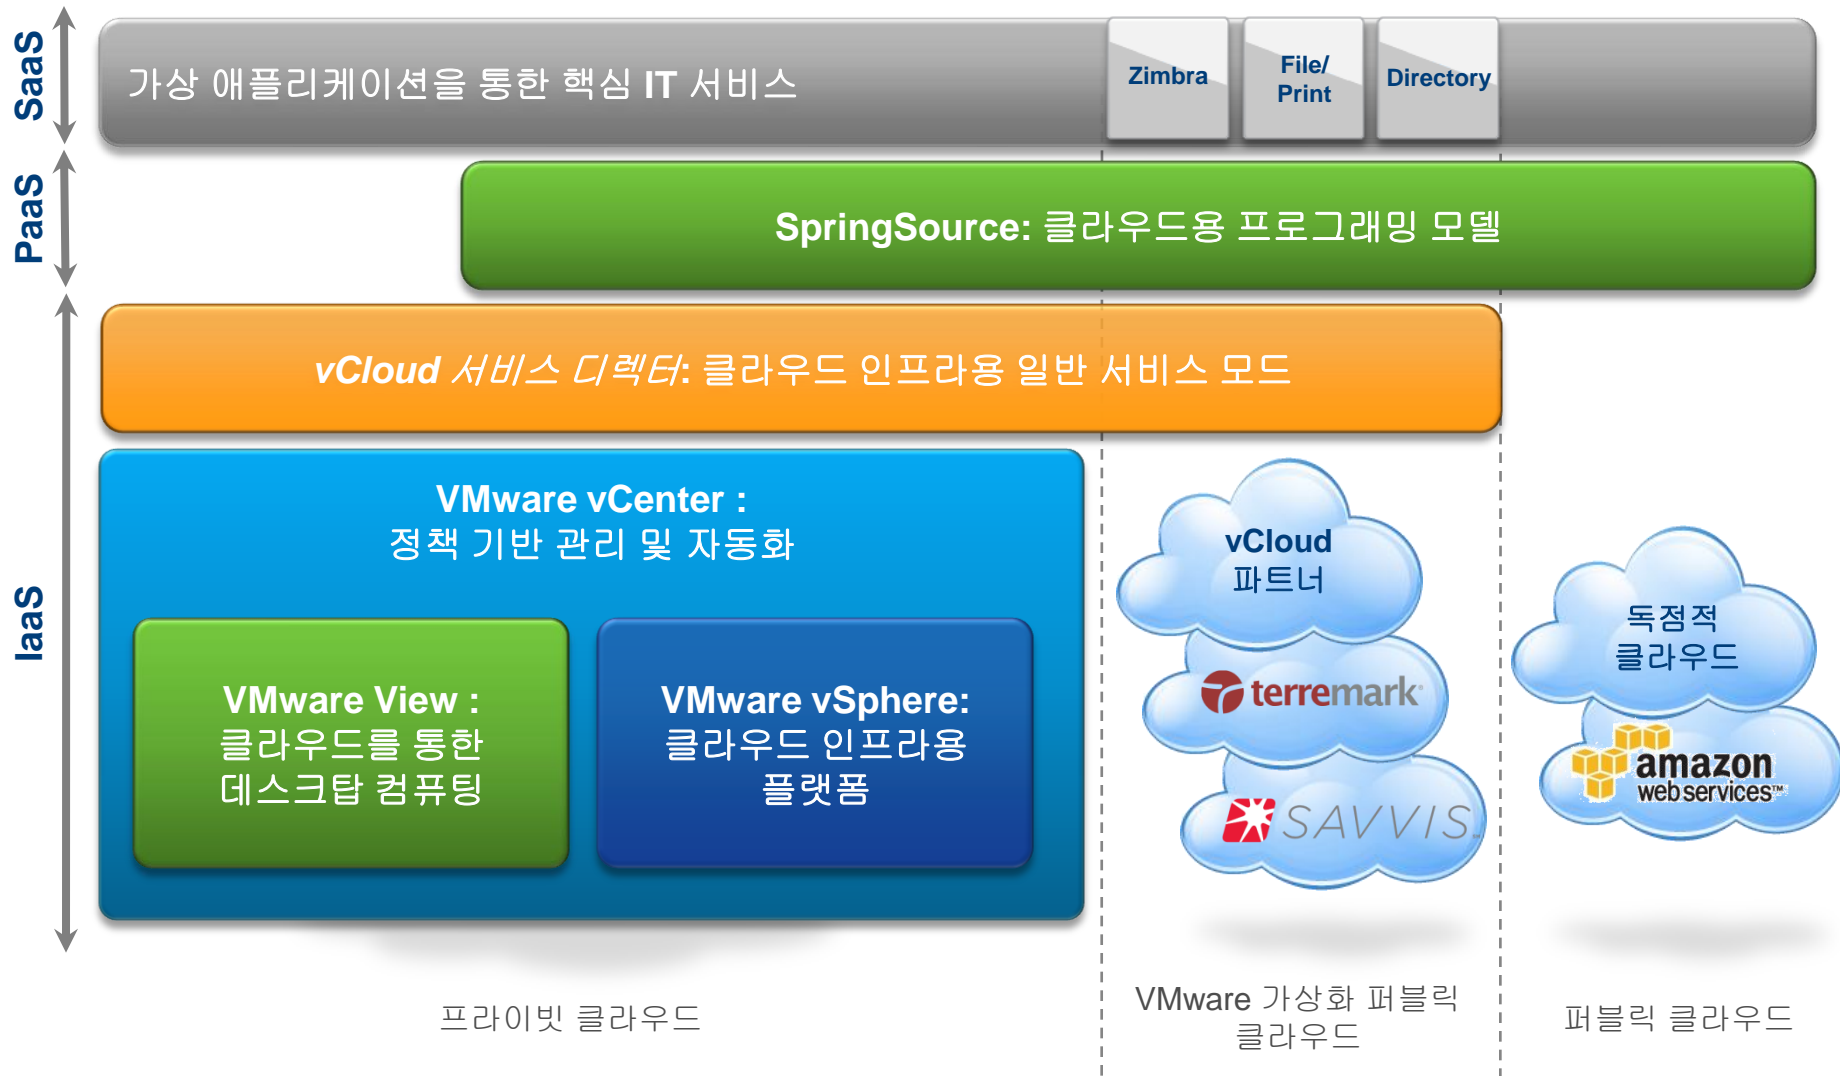 SaaS
가상 애플리케이션을 통한 핵심 IT 서비스
Zimbra
File/
Print
Directory
PaaS
SpringSource: 클라우드용 프로그래밍 모델
vCloud 서비스 디렉터: 클라우드 인프라용 일반 서비스 모드
IaaS
VMware vCenter :
정책 기반 관리 및 자동화
VMware View :
클라우드를 통한
데스크탑 컴퓨팅
VMware vSphere:
클라우드 인프라용
플랫폼
vCloud
파트너
terremark
SAVVIS
독점적
클라우드
amazon
webservices™
프라이빗 클라우드
VMware 가상화 퍼블릭
클라우드
퍼블릭 클라우드